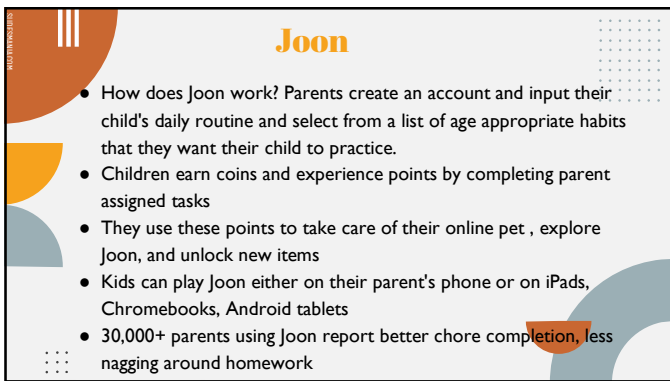 SLIDESMANIA.COM
Joon
● How does Joon work? Parents create an account and input their
child's daily routine and select from a list of age appropriate habits
that they want their child to practice.
● Children earn coins and experience points by completing parent
assigned tasks
● They use these points to take care of their online pet , explore
Joon, and unlock new items
● Kids can play Joon either on their parent's phone or on iPads,
Chromebooks, Android tablets
● 30,000+ parents using Joon report better chore completion, less
nagging around homework